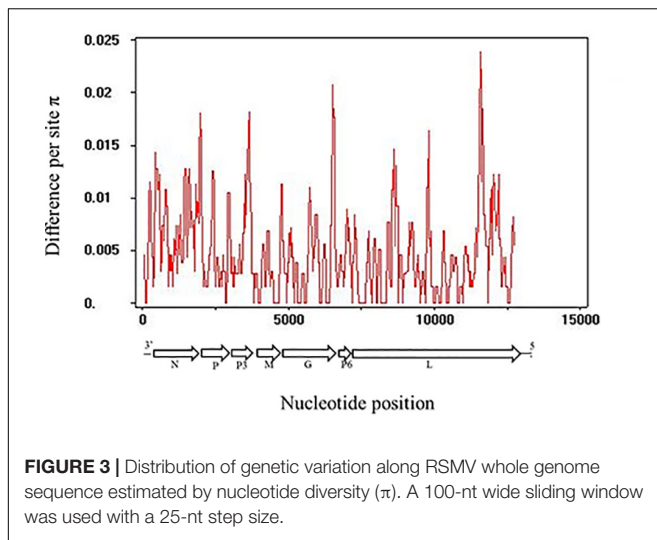 0.025
0.02
0.015
0.01
0.005
0.
Difference per site π
0 5000 10000 15000
3' 5
N P P3 M G P6 L
Nucleotide position
FIGURE 3 | Distribution of genetic variation along RSMV whole genome
sequence estimated by nucleotide diversity (π). A 100-nt wide sliding window
was used with a 25-nt step size.